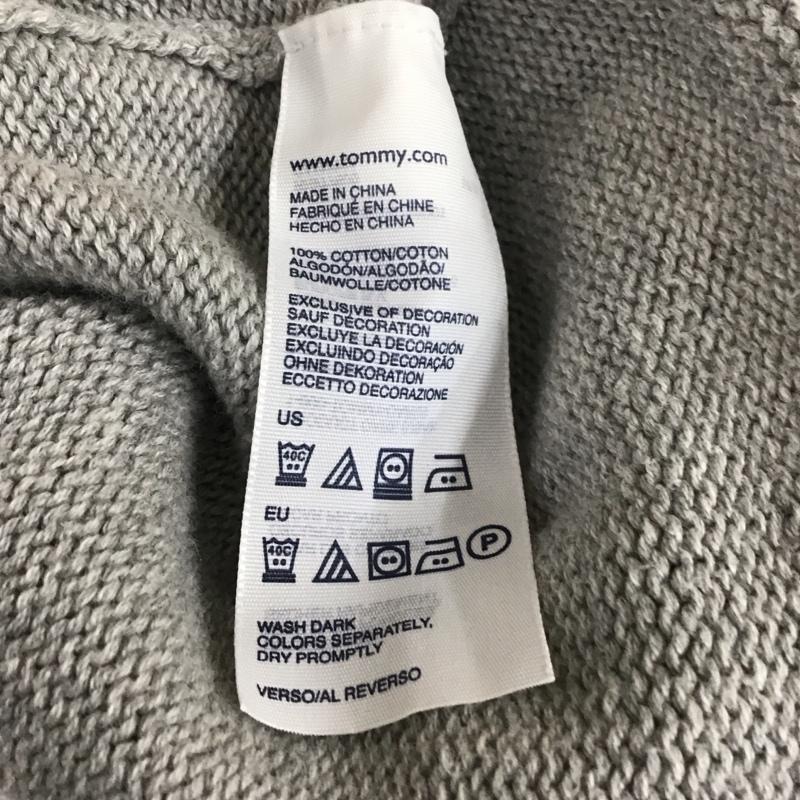 www.tommy.com
MADE IN CHINA
FABRIQUÉ EN CHINE
HECHO EN CHINA
100% COTTON/COTON
ALGODÓN/ALGODÃO/
BAUMWOLLE/COTONE
EXCLUSIVE OF DECORATION
SAUF DÉCORATION
EXCLUYE LA DECORACIÓN
EXCLUINDO DECORAÇÃO
OHNE DEKORATION
ECCETTO DECORAZIONE
US
40C
EU
40C P
WASH DARK
COLORS SEPARATELY,
DRY PROMPTLY
VERSO/AL REVERSO